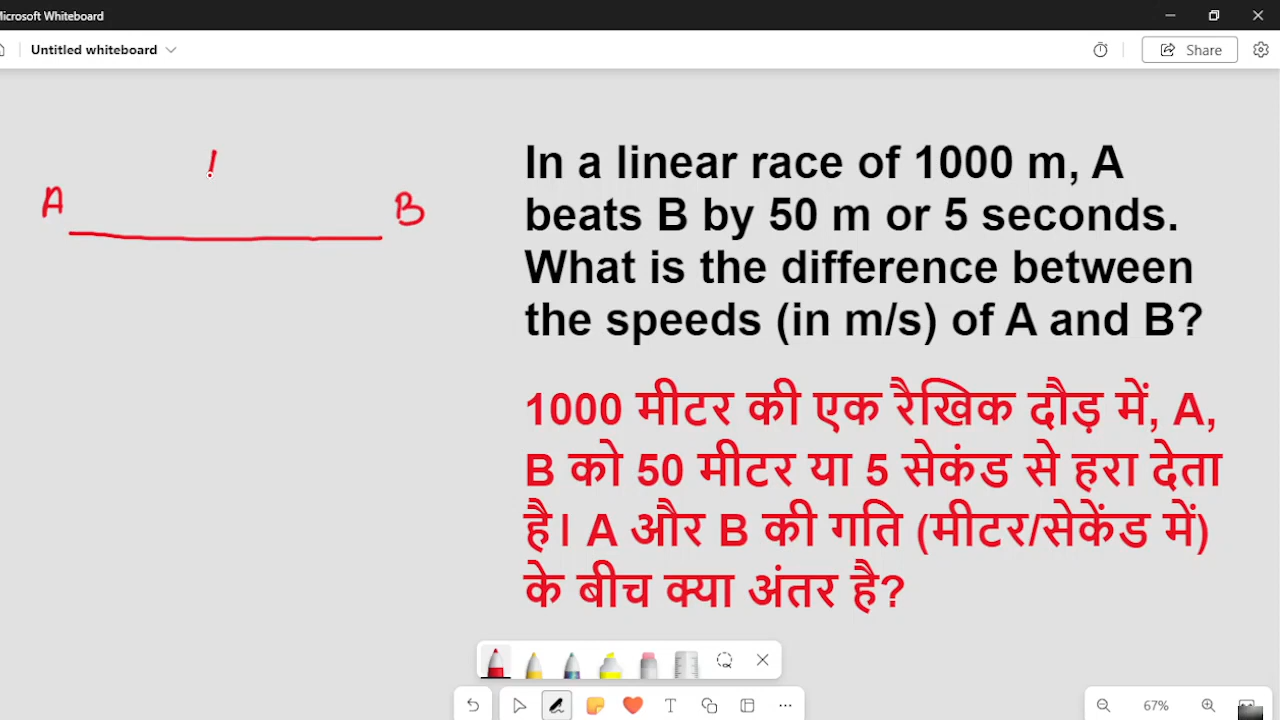 Microsoft Whiteboard
Untitled whiteboard
Share
A
B
In a linear race of 1000 m, A
beats B by 50 m or 5 seconds.
What is the difference between
the speeds (in m/s) of A and B?
1000 मीटर की एक रैखिक दौड़ में, A,
B को 50 मीटर या 5 सेकंड से हरा देता
है। A और B की गति (मीटर/सेकेंड में)
के बीच क्या अंतर है?
67%